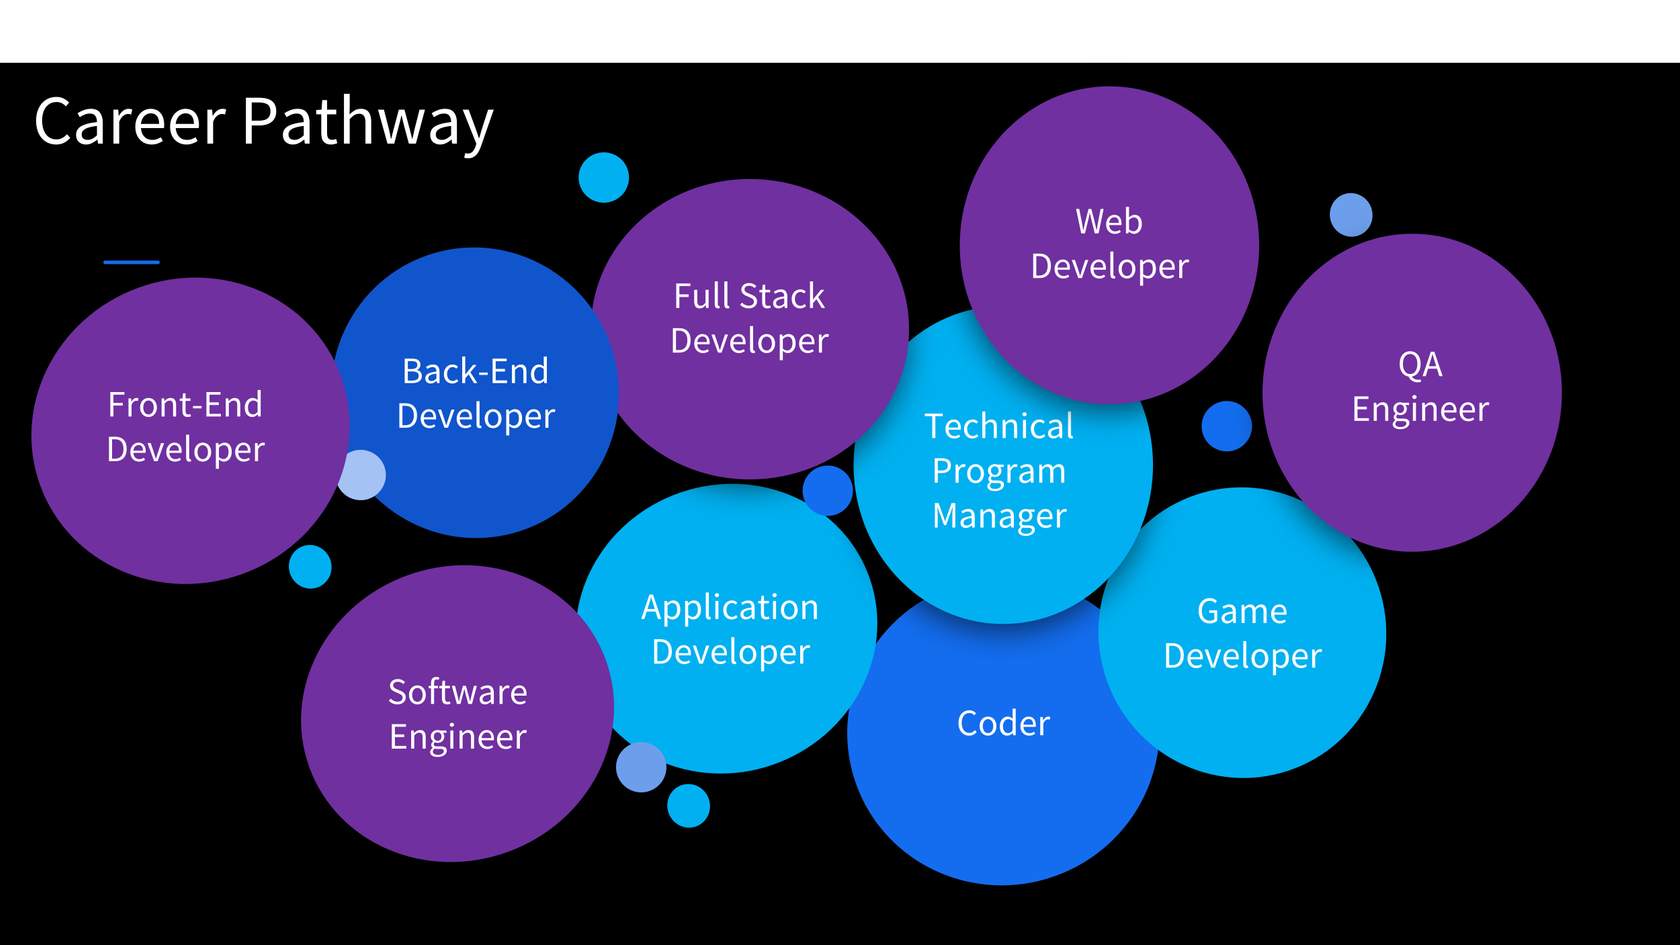 Career Pathway
Front-End
Developer
Back-End
Developer
Full Stack
Developer
Web
Developer
QA
Engineer
Technical
Program
Manager
Software
Engineer
Application
Developer
Coder
Game
Developer